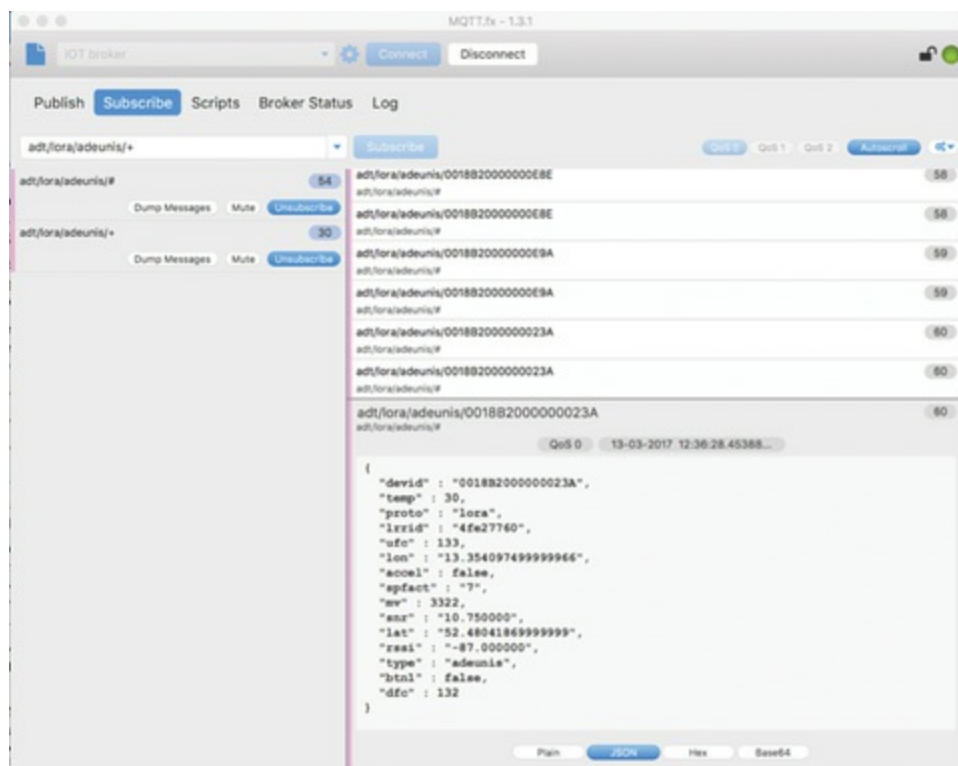 MQTT.fx - 1.3.1
IOT broker
Connect
Disconnect
Publish Subscribe Scripts Broker Status Log
adt/lora/adeunis/+
Subscribe
QoS 0 QoS 1 QoS 2 Autoscroll
adt/lora/adeunis/# 54
Dump Messages Mute Unsubscribe
adt/lora/adeunis/+ 30
Dump Messages Mute Unsubscribe
adt/lora/adeunis/0018B20000000E8E 58
adt/lora/adeunis/#
adt/lora/adeunis/0018B20000000E8E 58
adt/lora/adeunis/#
adt/lora/adeunis/0018B20000000E9A 59
adt/lora/adeunis/#
adt/lora/adeunis/0018B20000000E9A 59
adt/lora/adeunis/#
adt/lora/adeunis/0018B2000000023A 60
adt/lora/adeunis/#
adt/lora/adeunis/0018B2000000023A 60
adt/lora/adeunis/#
adt/lora/adeunis/0018B2000000023A 60
adt/lora/adeunis/#
QoS 0 13-03-2017 12:36:28.45388...
{
"devid" : "0018B2000000023A",
"temp" : 30,
"proto" : "lora",
"lrrid" : "4fe27760",
"ufc" : 133,
"lon" : "13.354097499999966",
"accel" : false,
"spfact" : "7",
"mv" : 3322,
"snr" : "10.750000",
"lat" : "52.48041869999999",
"rssi" : "-87.000000",
"type" : "adeunis",
"btn1" : false,
"dfc" : 132
}
Plain JSON Hex Base64